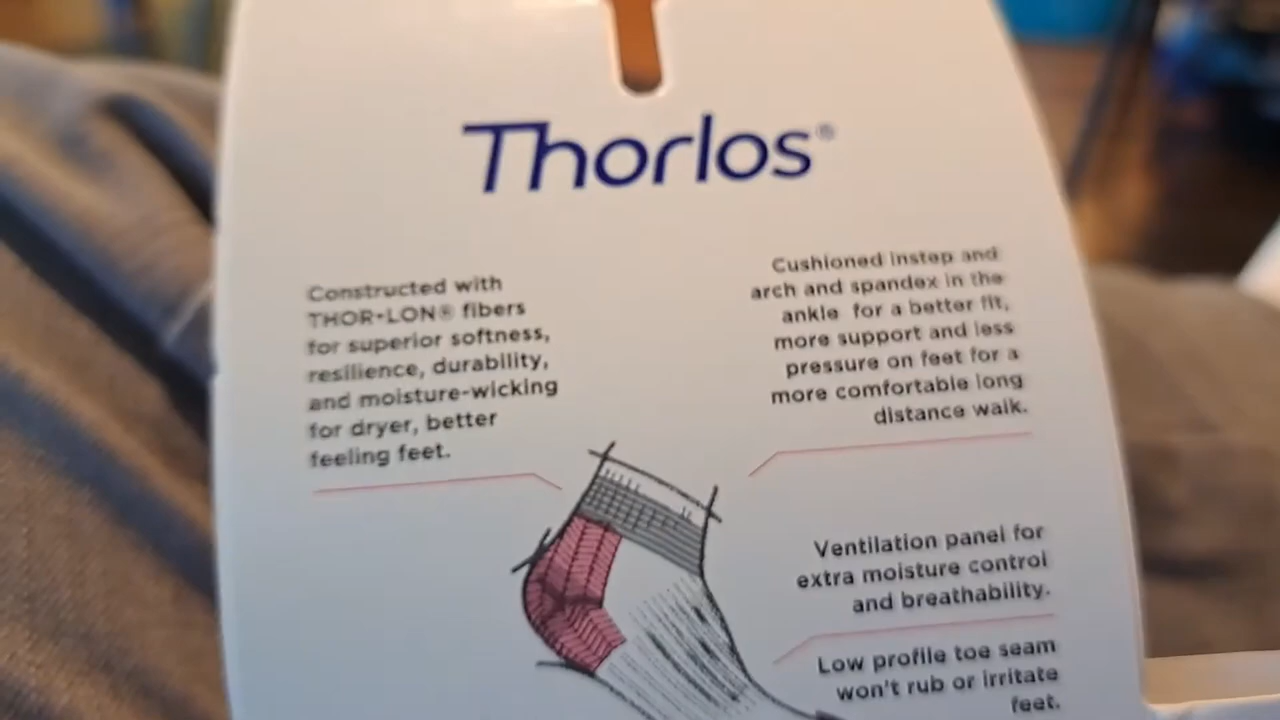 Thorlos®
Constructed with
THOR•LON® fibers
for superior softness,
resilience, durability,
and moisture-wicking
for dryer, better
feeling feet.
Cushioned instep and
arch and spandex in the
ankle for a better fit,
more support and less
pressure on feet for a
more comfortable long
distance walk.
Ventilation panel for
extra moisture control
and breathability.
Low profile toe seam
won't rub or irritate
feet.